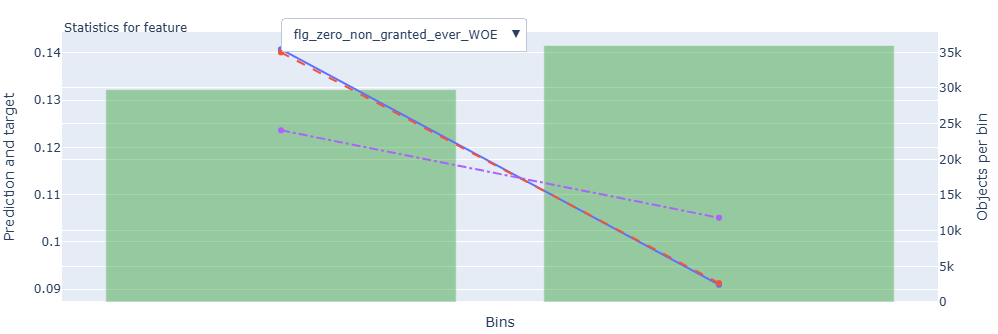 Statistics for feature
flg_zero_non_granted_ever_WOE ▼
Prediction and target
0.14
0.13
0.12
0.11
0.1
0.09
35k
30k
25k
20k
15k
10k
5k
0
Objects per bin
Bins